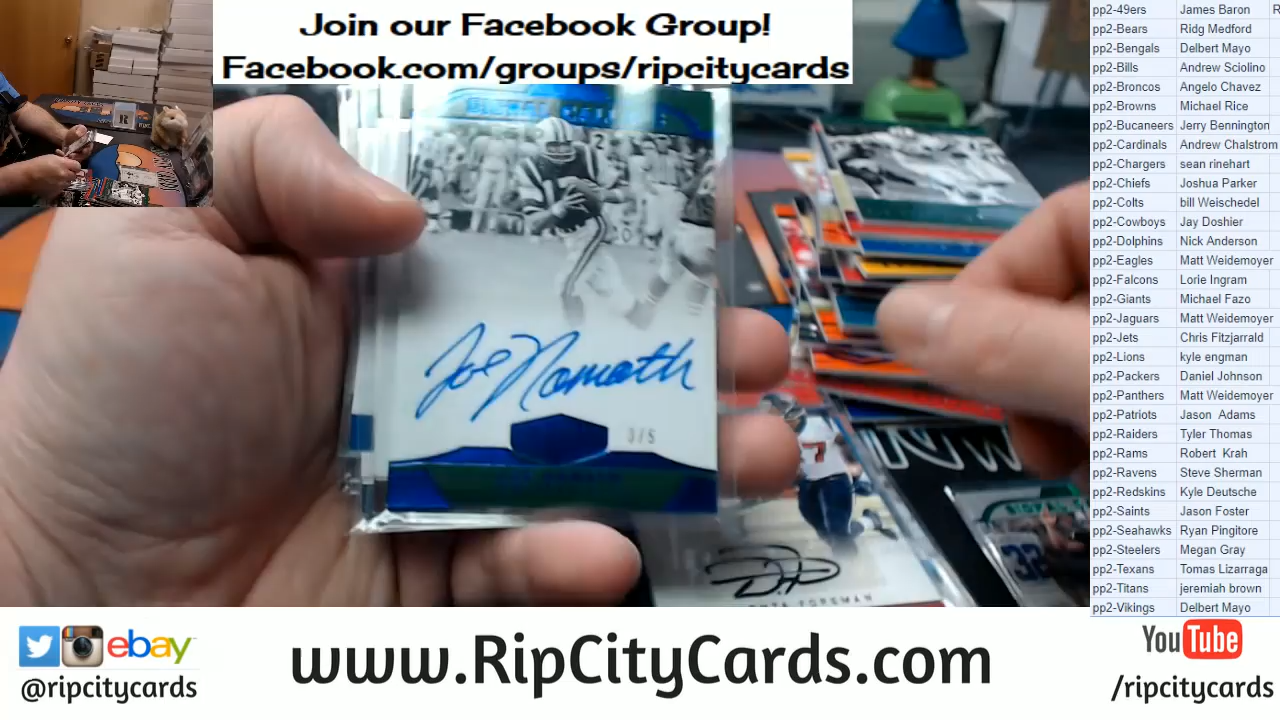 Join our Facebook Group!
Facebook.com/groups/ripcitycards
Joe Namath
3/5
7
32
pp2-49ers James Baron R
pp2-Bears Ridg Medford
pp2-Bengals Delbert Mayo
pp2-Bills Andrew Sciolino
pp2-Broncos Angelo Chavez
pp2-Browns Michael Rice
pp2-Bucaneers Jerry Bennington
pp2-Cardinals Andrew Chalstrom
pp2-Chargers sean rinehart
pp2-Chiefs Joshua Parker
pp2-Colts bill Weischedel
pp2-Cowboys Jay Doshier
pp2-Dolphins Nick Anderson
pp2-Eagles Matt Weidemoyer
pp2-Falcons Lorie Ingram
pp2-Giants Michael Fazo
pp2-Jaguars Matt Weidemoyer
pp2-Jets Chris Fitzjarrald
pp2-Lions kyle engman
pp2-Packers Daniel Johnson
pp2-Panthers Matt Weidemoyer
pp2-Patriots Jason Adams
pp2-Raiders Tyler Thomas
pp2-Rams Robert Krah
pp2-Ravens Steve Sherman
pp2-Redskins Kyle Deutsche
pp2-Saints Jason Foster
pp2-Seahawks Ryan Pingitore
pp2-Steelers Megan Gray
pp2-Texans Tomas Lizarraga
pp2-Titans jeremiah brown
pp2-Vikings Delbert Mayo
ebay
@ripcitycards
www.RipCityCards.com
YouTube
/ripcitycards